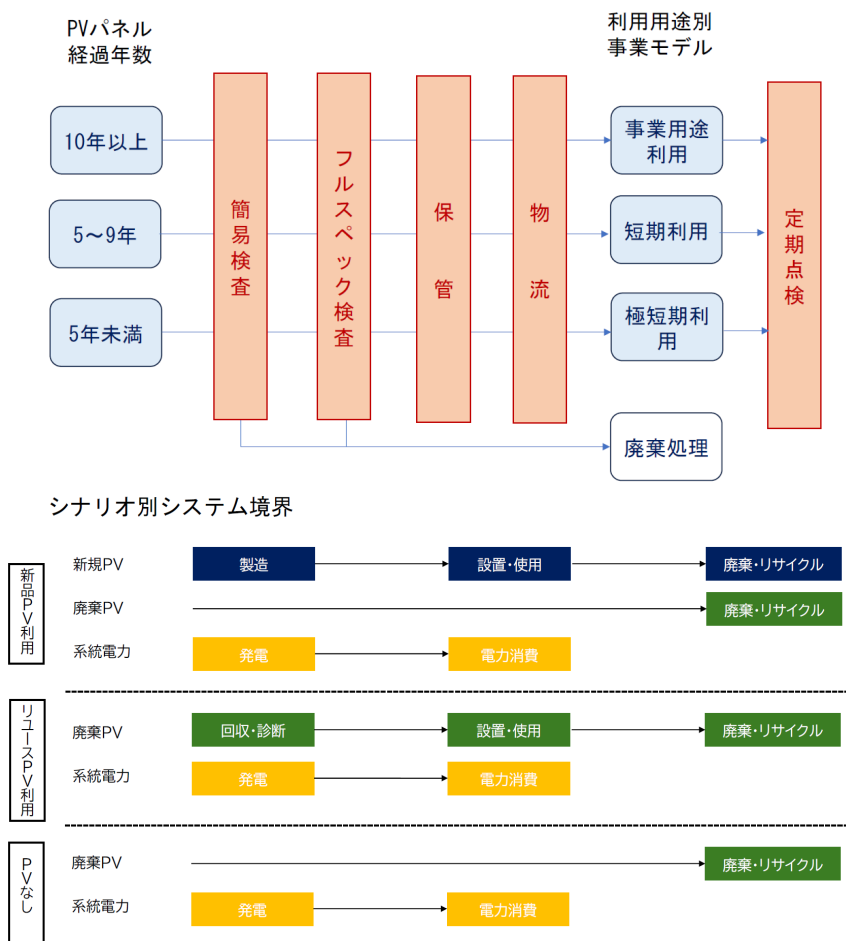 PVパネル
経過年数
利用用途別
事業モデル
10年以上
5～9年
5年未満
簡易検査
フルスペック検査
保管
物流
事業用途
利用
短期利用
極短期利
用
廃棄処理
定期点検
シナリオ別システム境界
新品PV利用
新規PV
製造
設置・使用
廃棄・リサイクル
廃棄PV
廃棄・リサイクル
系統電力
発電
電力消費
リユースPV利用
廃棄PV
回収・診断
設置・使用
廃棄・リサイクル
系統電力
発電
電力消費
PVなし
廃棄PV
廃棄・リサイクル
系統電力
発電
電力消費